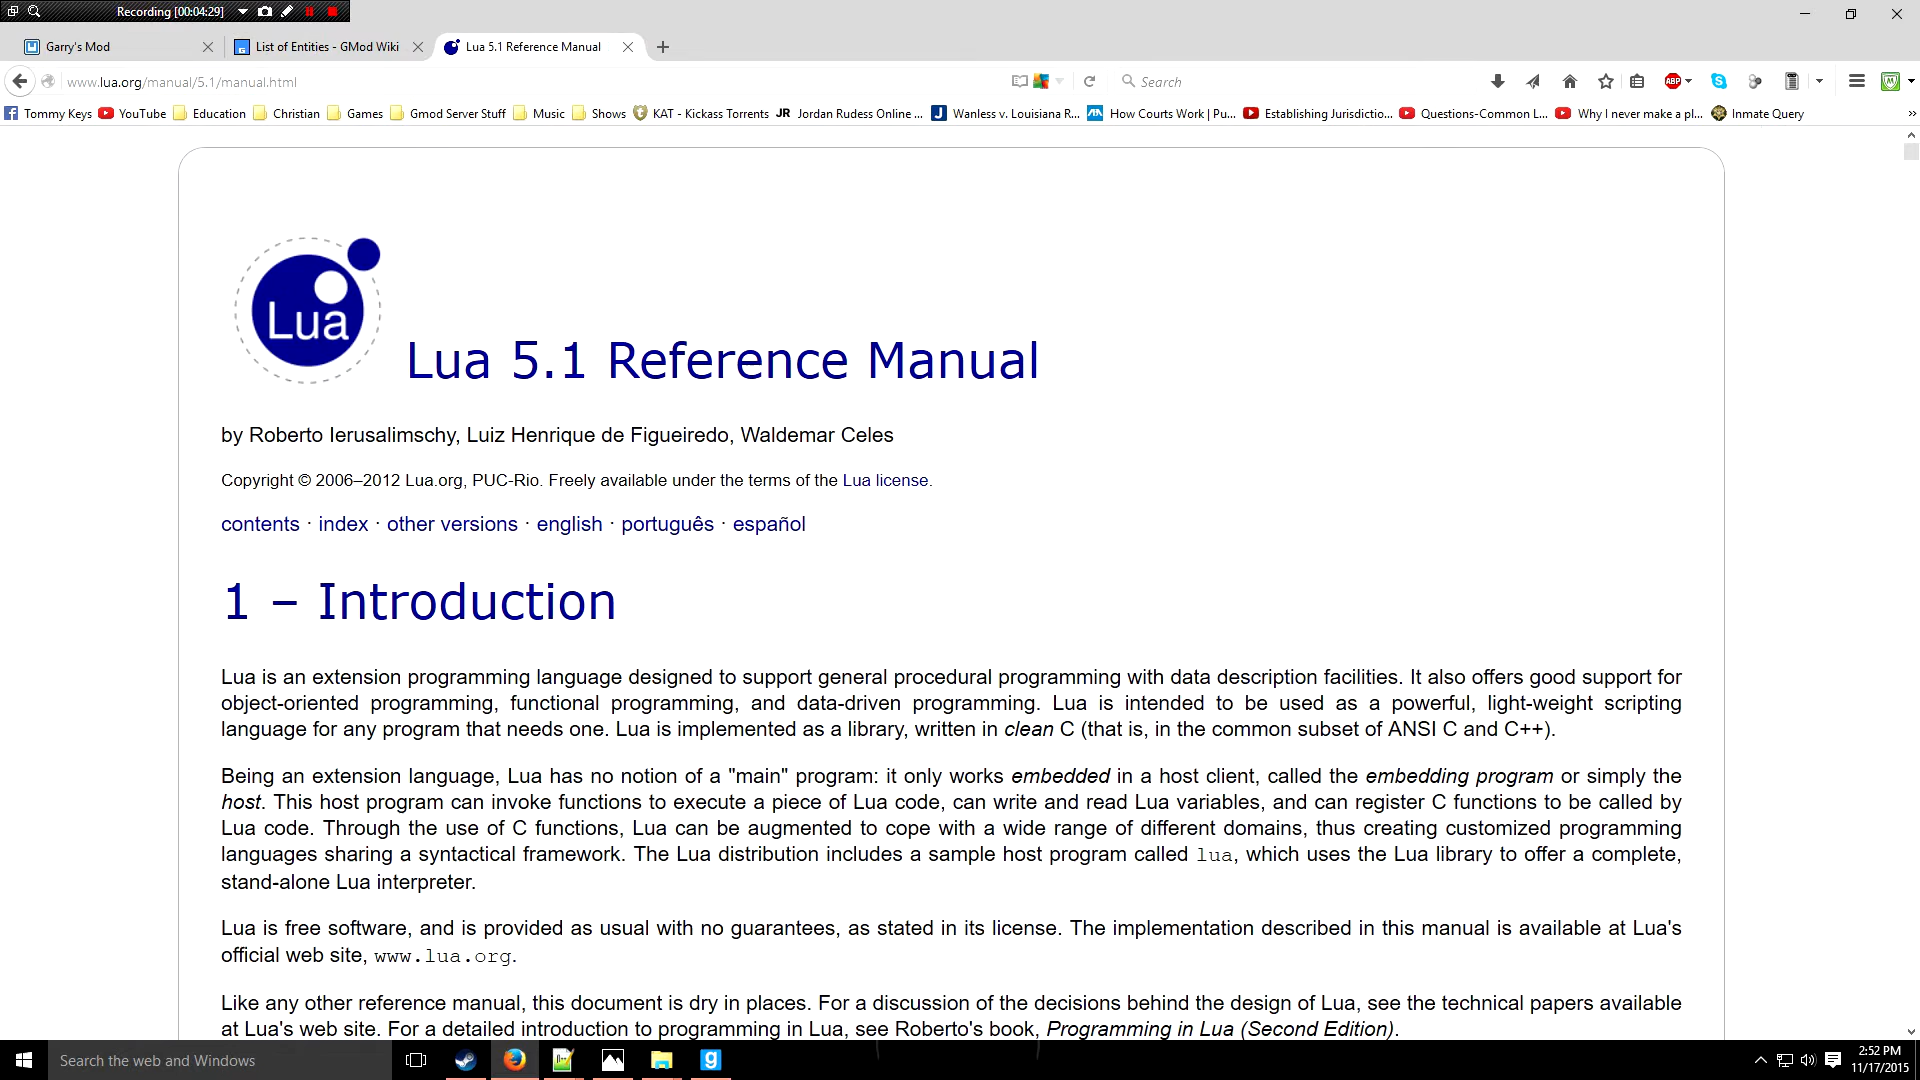 Recording [00:04:29]
Garry's Mod
List of Entities - GMod Wiki
Lua 5.1 Reference Manual
www.lua.org/manual/5.1/manual.html
Search
ABP
Tommy Keys
YouTube
Education
Christian
Games
Gmod Server Stuff
Music
Shows
KAT - Kickass Torrents
JR Jordan Rudess Online ...
Wanless v. Louisiana R...
How Courts Work | Pu...
Establishing Jurisdictio...
Questions-Common L...
Why I never make a pl...
Inmate Query
Lua
Lua 5.1 Reference Manual
by Roberto Ierusalimschy, Luiz Henrique de Figueiredo, Waldemar Celes
Copyright © 2006–2012 Lua.org, PUC-Rio. Freely available under the terms of the Lua license.
contents · index · other versions · english · português · español
1 – Introduction
Lua is an extension programming language designed to support general procedural programming with data description facilities. It also offers good support for
object-oriented programming, functional programming, and data-driven programming. Lua is intended to be used as a powerful, light-weight scripting
language for any program that needs one. Lua is implemented as a library, written in clean C (that is, in the common subset of ANSI C and C++).
Being an extension language, Lua has no notion of a "main" program: it only works embedded in a host client, called the embedding program or simply the
host. This host program can invoke functions to execute a piece of Lua code, can write and read Lua variables, and can register C functions to be called by
Lua code. Through the use of C functions, Lua can be augmented to cope with a wide range of different domains, thus creating customized programming
languages sharing a syntactical framework. The Lua distribution includes a sample host program called lua, which uses the Lua library to offer a complete,
stand-alone Lua interpreter.
Lua is free software, and is provided as usual with no guarantees, as stated in its license. The implementation described in this manual is available at Lua's
official web site, www.lua.org.
Like any other reference manual, this document is dry in places. For a discussion of the decisions behind the design of Lua, see the technical papers available
at Lua's web site. For a detailed introduction to programming in Lua, see Roberto's book, Programming in Lua (Second Edition).
Search the web and Windows
2:52 PM
11/17/2015